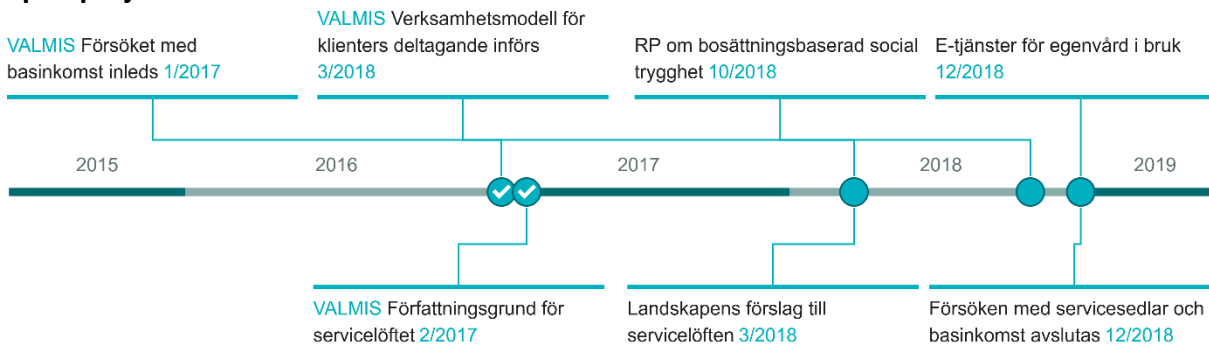 VALMIS Försöket med
basinkomst inleds 1/2017
VALMIS Verksamhetsmodell för
klienters deltagande införs
3/2018
RP om bosättningsbaserad social
trygghet 10/2018
E-tjänster för egenvård i bruk
12/2018
2015
2016
2017
2018
2019
VALMIS Författningsgrund för
servicelöftet 2/2017
Landskapens förslag till
servicelöften 3/2018
Försöken med servicesedlar och
basinkomst avslutas 12/2018